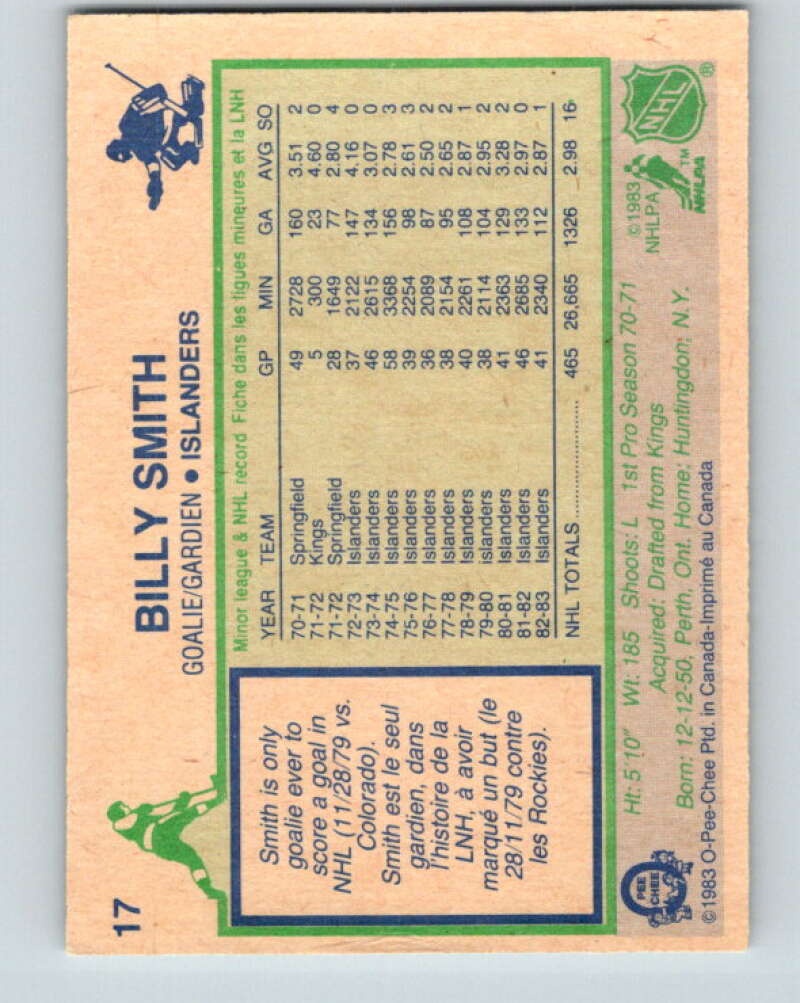 17
BILLY SMITH
GOALIE/GARDIEN • ISLANDERS
Smith is only
goalie ever to
score a goal in
NHL (11/28/79 vs.
Colorado).
Smith est le seul
gardien, dans
l'histoire de la
LNH, à avoir
marqué un but (le
28/11/79 contre
les Rockies).
Minor league & NHL record Fiche dans les ligues mineures et la LNH
YEAR TEAM GP MIN GA AVG SO
70-71 Springfield 49 2728 160 3.51 2
71-72 Kings 5 300 23 4.60 0
71-72 Springfield 28 1649 77 2.80 4
72-73 Islanders 37 2122 147 4.16 0
73-74 Islanders 46 2615 134 3.07 0
74-75 Islanders 58 3368 156 2.78 3
75-76 Islanders 39 2254 98 2.61 3
76-77 Islanders 36 2089 87 2.50 2
77-78 Islanders 38 2154 95 2.65 2
78-79 Islanders 40 2261 108 2.87 1
79-80 islanders 38 2114 104 2.95 2
80-81 Islanders 41 2363 129 3.28 2
81-82 Islanders 46 2685 133 2.97 0
82-83 Islanders 41 2340 112 2.87 1
NHL TOTALS .................... 465 26,665 1326 2.98 16
Ht: 5'10" Wt: 185 Shoots: L 1st Pro Season 70-71
Acquired: Drafted from Kings
Born: 12-12-50, Perth, Ont. Home: Huntingdon, N.Y.
©1983 O-Pee-Chee Ptd. in Canada-Imprimé au Canada
O
PEE
CHEE
©1983
NHLPA
NHLPA
TM
NHL
®